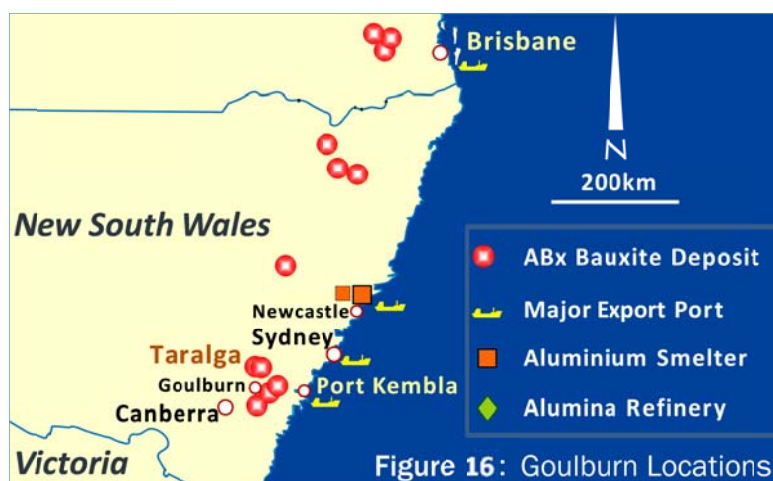 Brisbane
N
200km
New South Wales
ABx Bauxite Deposit
Major Export Port
Newcastle
Sydney
Aluminium Smelter
Taralga
Goulburn
Port Kembla
Canberra
Alumina Refinery
Victoria
Figure 16: Goulburn Locations